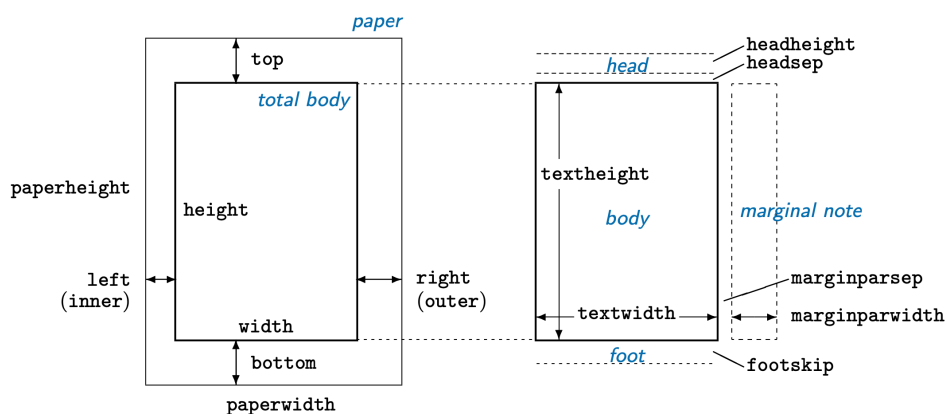 paper
top
total body
paperheight
height
left
(inner)
right
(outer)
width
bottom
paperwidth
headheight
head
headsep
textheight
body
marginal note
marginparsep
textwidth
marginparwidth
foot
footskip